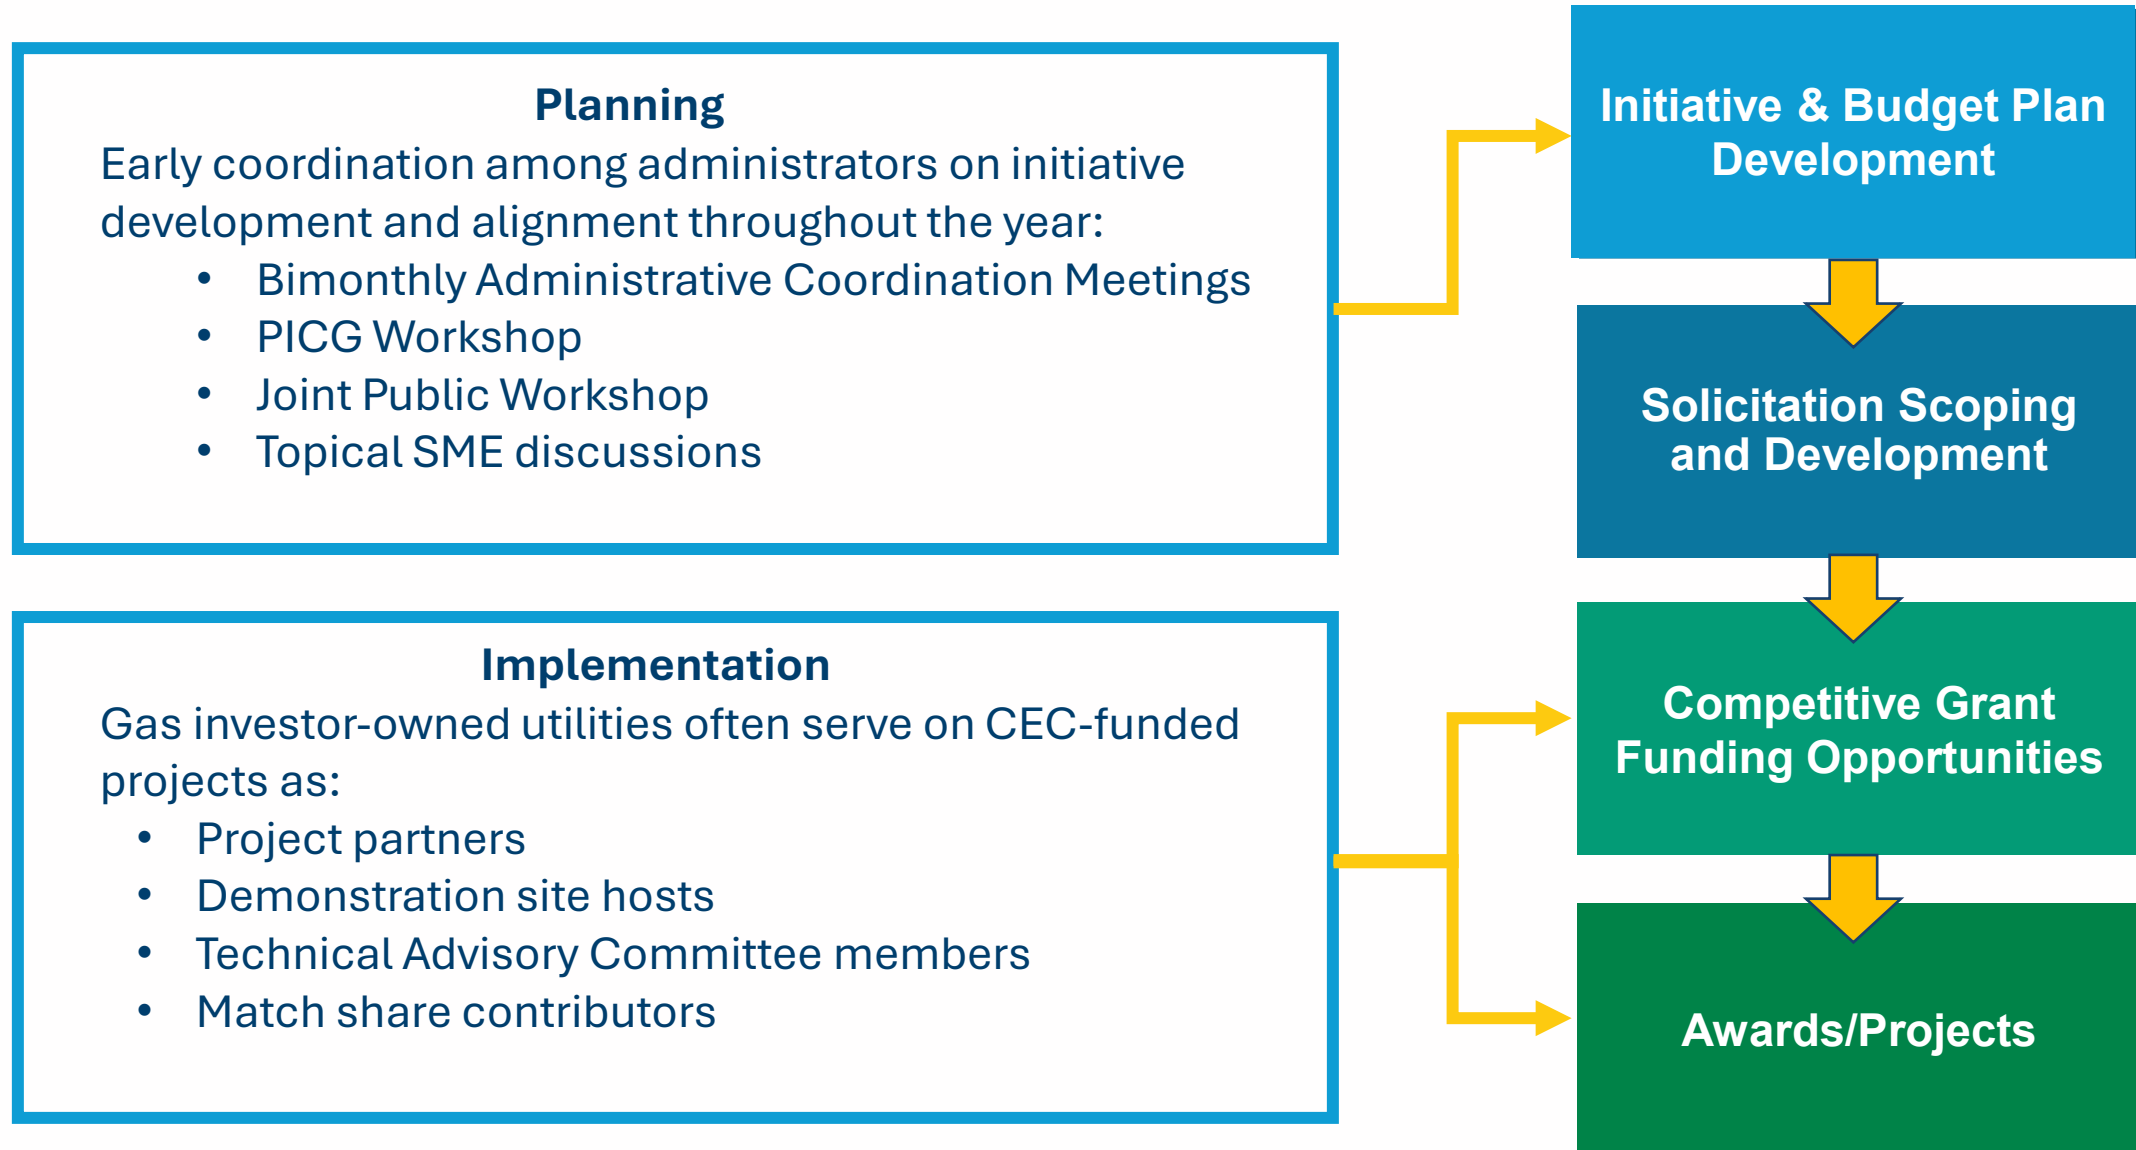 Planning
Early coordination among administrators on initiative
development and alignment throughout the year:
• Bimonthly Administrative Coordination Meetings
• PICG Workshop
• Joint Public Workshop
• Topical SME discussions
Implementation
Gas investor-owned utilities often serve on CEC-funded
projects as:
• Project partners
• Demonstration site hosts
• Technical Advisory Committee members
• Match share contributors
Initiative & Budget Plan
Development
Solicitation Scoping
and Development
Competitive Grant
Funding Opportunities
Awards/Projects